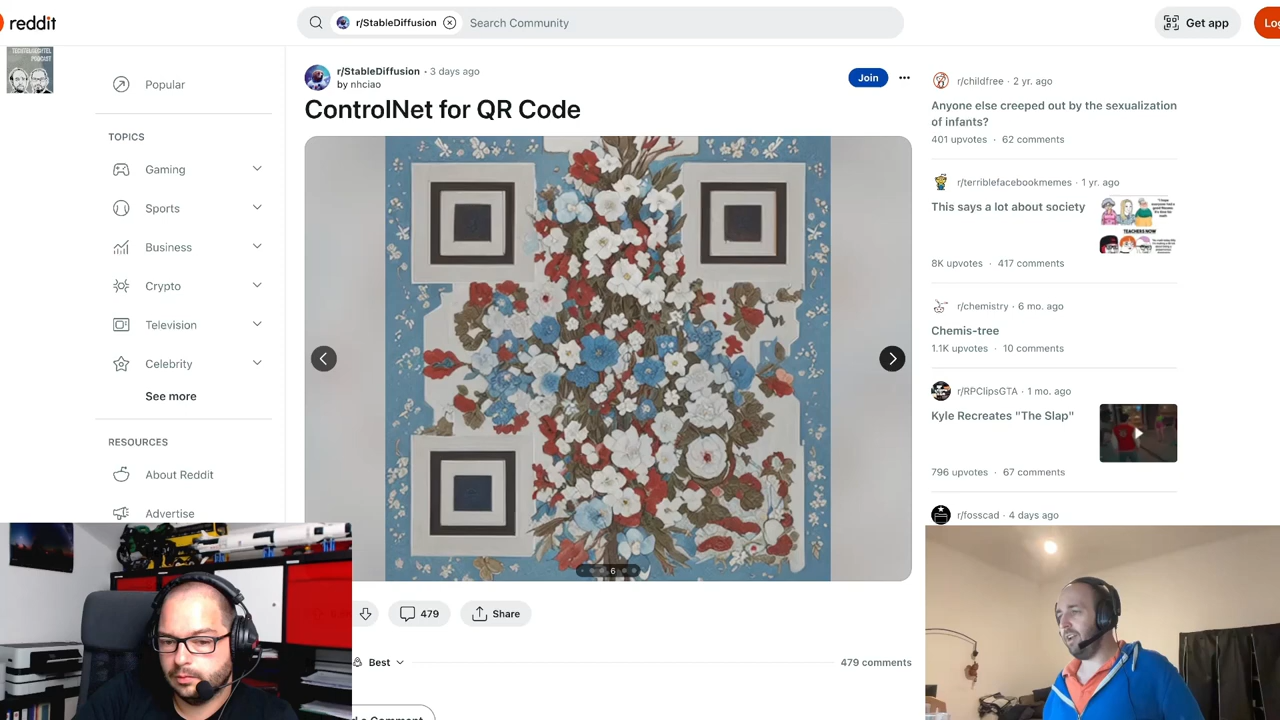 reddit
r/StableDiffusion
Search Community
Get app
PODCAST
Popular
TOPICS
Gaming
Sports
Business
Crypto
Television
Celebrity
See more
RESOURCES
About Reddit
Advertise
r/StableDiffusion • 3 days ago
by nhciao
Join
ControlNet for QR Code
6
479
Share
Best
479 comments
r/childfree • 2 yr. ago
Anyone else creeped out by the sexualization
of infants?
401 upvotes · 62 comments
r/terriblefacebookmemes • 1 yr. ago
This says a lot about society
TEACHERS NOW
8K upvotes · 417 comments
r/chemistry • 6 mo. ago
Chemis-tree
1.1K upvotes · 10 comments
r/RPClipsGTA • 1 mo. ago
Kyle Recreates "The Slap"
796 upvotes · 67 comments
r/fosscad • 4 days ago